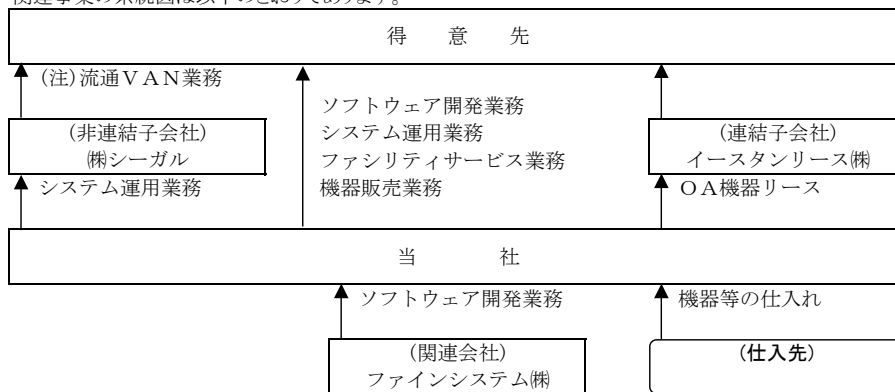 関連事業の系統図は以下のとおりであります。
得 意 先
(注)流通VAN業務
ソフトウェア開発業務
システム運用業務
ファシリティサービス業務
機器販売業務
(非連結子会社)
㈱シーガル
(連結子会社)
イースタンリース㈱
システム運用業務
OA機器リース
当 社
ソフトウェア開発業務
機器等の仕入れ
(関連会社)
ファインシステム㈱
(仕入先)